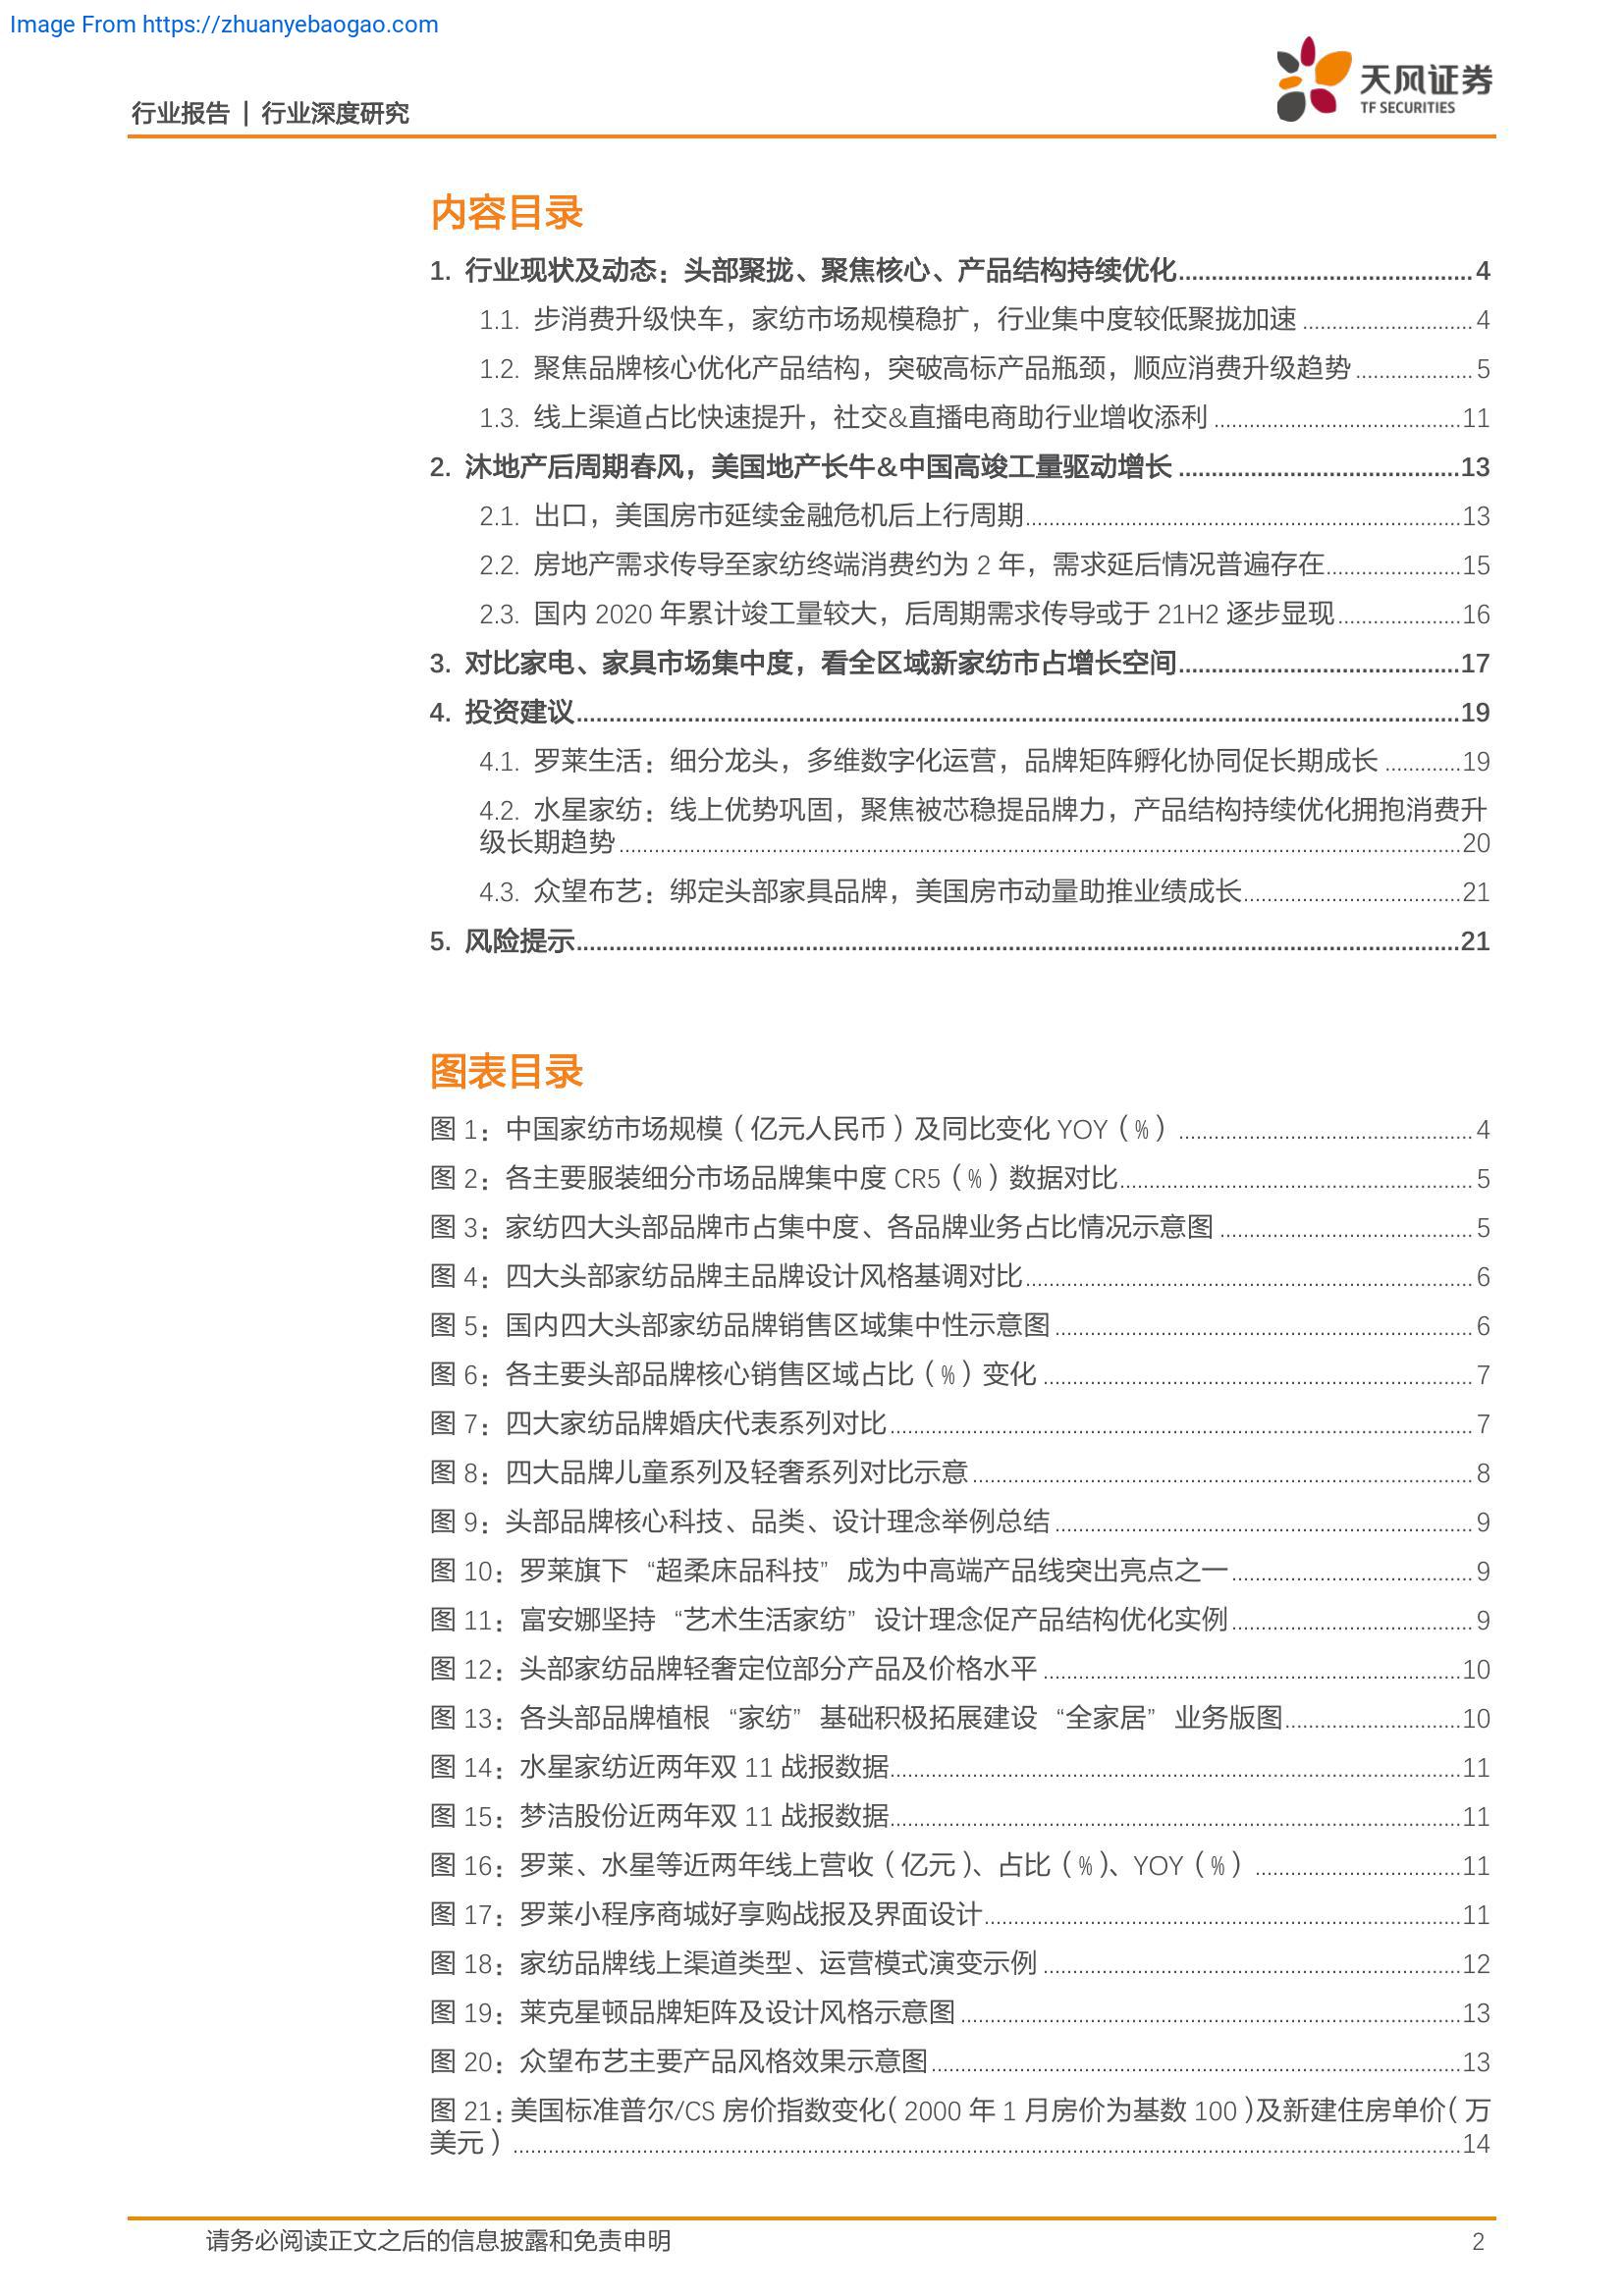 Image From https://zhuanyebaogao.com
天风证券
TF SECURITIES
行业报告 | 行业深度研究
内容目录
1. 行业现状及动态：头部聚拢、聚焦核心、产品结构持续优化............................................4
1.1. 步消费升级快车，家纺市场规模稳扩，行业集中度较低聚拢加速............................4
1.2. 聚焦品牌核心优化产品结构，突破高标产品瓶颈，顺应消费升级趋势....................5
1.3. 线上渠道占比快速提升，社交&直播电商助行业增收添利..........................................11
2. 沐地产后周期春风，美国地产长牛&中国高竣工量驱动增长..........................................13
2.1. 出口，美国房市延续金融危机后上行周期..........................................................................13
2.2. 房地产需求传导至家纺终端消费约为 2 年，需求延后情况普遍存在.......................15
2.3. 国内 2020 年累计竣工量较大，后周期需求传导或于 21H2 逐步显现.....................16
3. 对比家电、家具市场集中度，看全区域新家纺市占增长空间..........................................17
4. 投资建议......................................................................................................................................19
4.1. 罗莱生活：细分龙头，多维数字化运营，品牌矩阵孵化协同促长期成长.............19
4.2. 水星家纺：线上优势巩固，聚焦被芯稳提品牌力，产品结构持续优化拥抱消费升
级长期趋势...............................................................................................................................................20
4.3. 众望布艺：绑定头部家具品牌，美国房市动量助推业绩成长.....................................21
5. 风险提示......................................................................................................................................21
图表目录
图 1：中国家纺市场规模（亿元人民币）及同比变化 YOY（%）..................................................4
图 2：各主要服装细分市场品牌集中度 CR5（%）数据对比............................................................5
图 3：家纺四大头部品牌市占集中度、各品牌业务占比情况示意图...........................................5
图 4：四大头部家纺品牌主品牌设计风格基调对比............................................................................6
图 5：国内四大头部家纺品牌销售区域集中性示意图.......................................................................6
图 6：各主要头部品牌核心销售区域占比（%）变化.........................................................................7
图 7：四大家纺品牌婚庆代表系列对比...................................................................................................7
图 8：四大品牌儿童系列及轻奢系列对比示意.....................................................................................8
图 9：头部品牌核心科技、品类、设计理念举例总结.......................................................................9
图 10：罗莱旗下“超柔床品科技”成为中高端产品线突出亮点之一.........................................9
图 11：富安娜坚持“艺术生活家纺”设计理念促产品结构优化实例.........................................9
图 12：头部家纺品牌轻奢定位部分产品及价格水平.......................................................................10
图 13：各头部品牌植根“家纺”基础积极拓展建设“全家居”业务版图..............................10
图 14：水星家纺近两年双 11 战报数据.................................................................................................11
图 15：梦洁股份近两年双 11 战报数据.................................................................................................11
图 16：罗莱、水星等近两年线上营收（亿元）、占比（%）、YOY（%）...................................11
图 17：罗莱小程序商城好享购战报及界面设计.................................................................................11
图 18：家纺品牌线上渠道类型、运营模式演变示例.......................................................................12
图 19：莱克星顿品牌矩阵及设计风格示意图.....................................................................................13
图 20：众望布艺主要产品风格效果示意图..........................................................................................13
图 21：美国标准普尔/CS 房价指数变化（2000 年 1 月房价为基数 100）及新建住房单价（万
美元）.................................................................................................................................................................14
请务必阅读正文之后的信息披露和免责申明
2